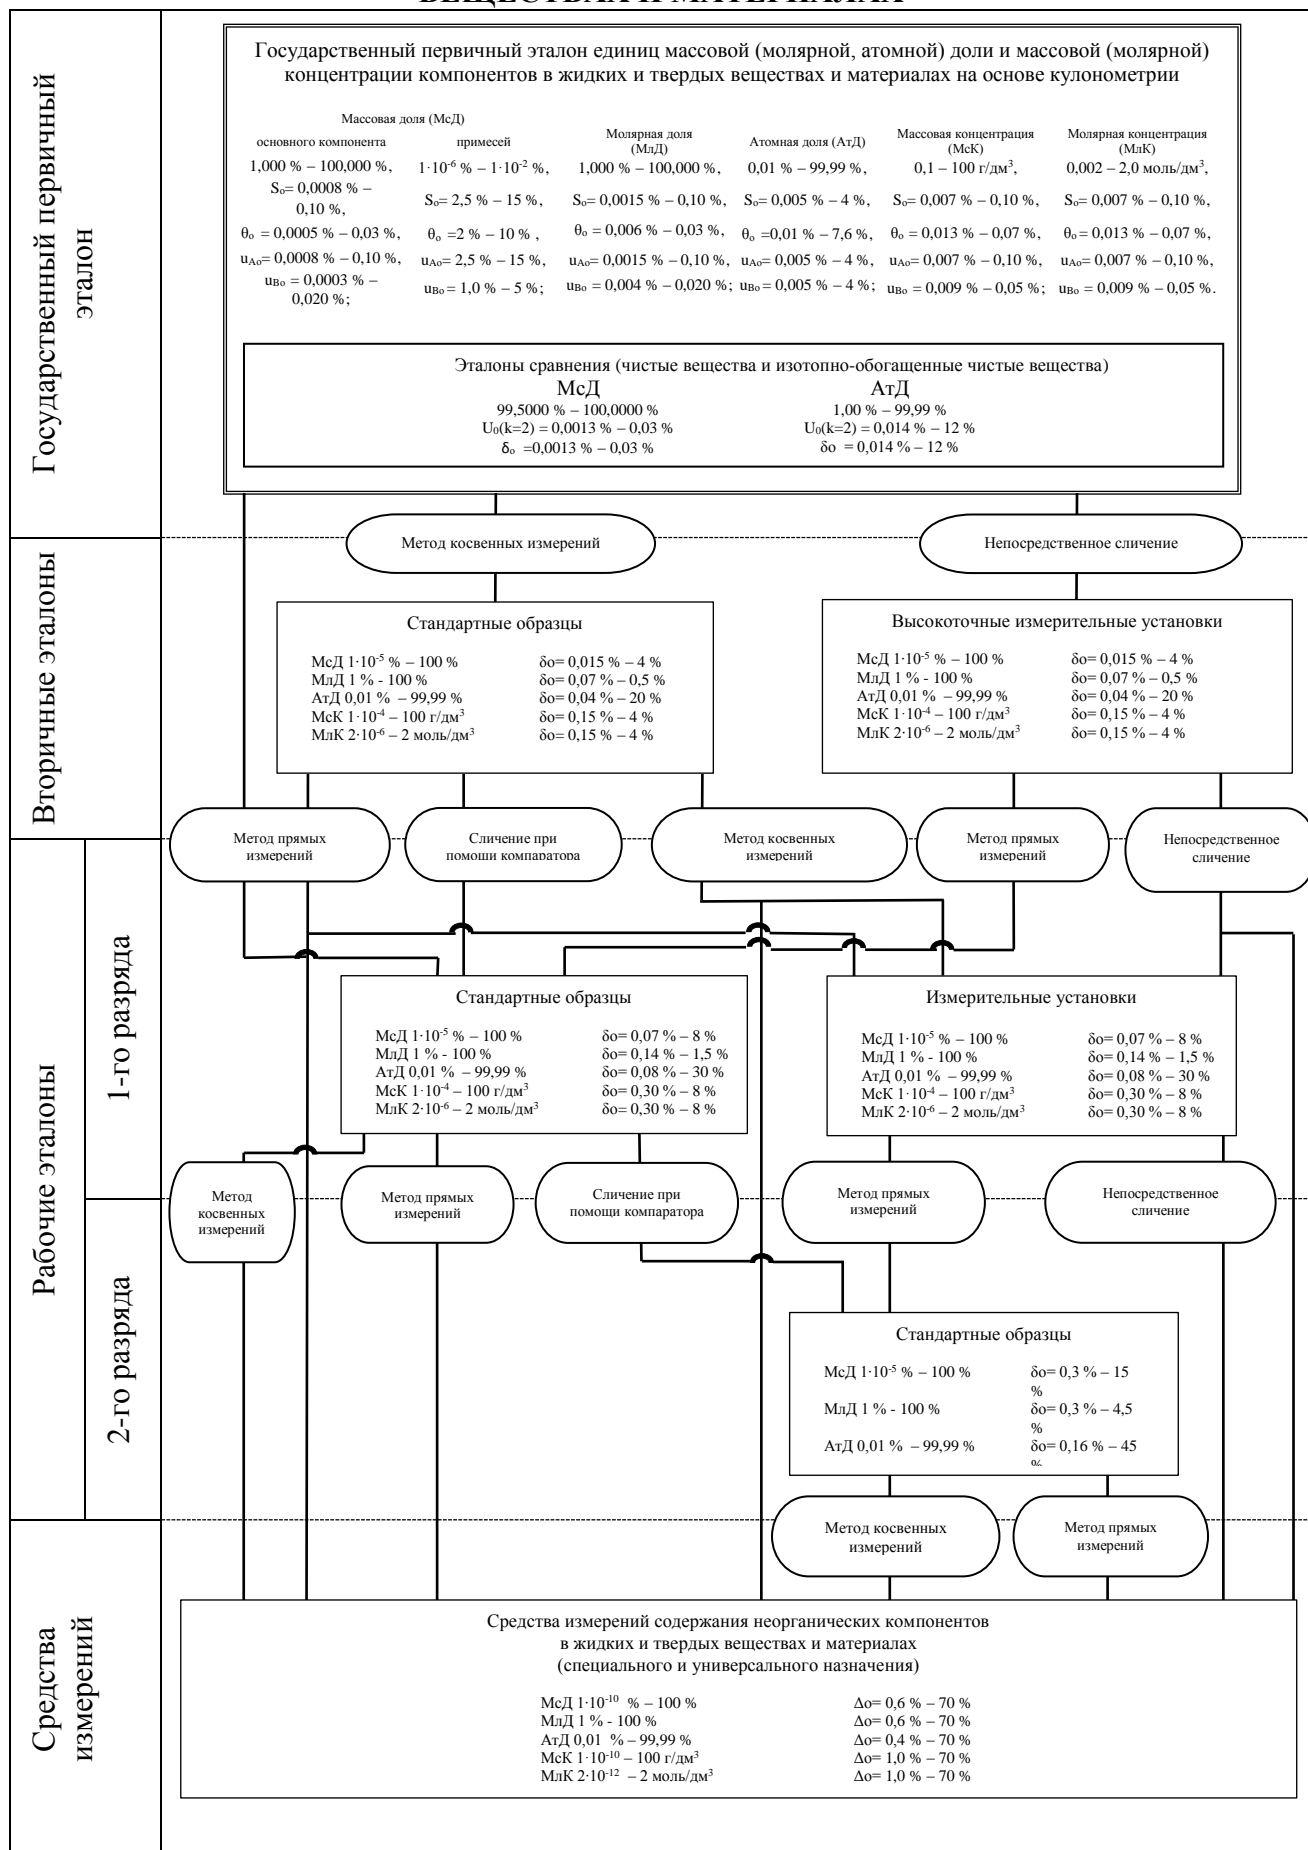 ВЕЩЕСТВАХ И МАТЕРИАЛАХ
Государственный первичный
эталон
Государственный первичный эталон единиц массовой (молярной, атомной) доли и массовой (молярной)
концентрации компонентов в жидких и твердых веществах и материалах на основе кулонометрии
Массовая доля (МсД)
основного компонента
1,000 % – 100,000 %,
Sₒ= 0,0008 % –
0,10 %,
θₒ = 0,0005 % – 0,03 %,
uAo= 0,0008 % – 0,10 %,
uBo = 0,0003 % –
0,020 %;
примесей
1·10⁻⁶ % – 1·10⁻² %,
Sₒ= 2,5 % – 15 %,
θₒ =2 % – 10 % ,
uAo= 2,5 % – 15 %,
uBo = 1,0 % – 5 %;
Молярная доля
(МлД)
1,000 % – 100,000 %,
Sₒ= 0,0015 % – 0,10 %,
θₒ = 0,006 % – 0,03 %,
uAo= 0,0015 % – 0,10 %,
uBo = 0,004 % – 0,020 %;
Атомная доля (АтД)
0,01 % – 99,99 %,
Sₒ= 0,005 % – 4 %,
θₒ =0,01 % – 7,6 %,
uAo= 0,005 % – 4 %,
uBo = 0,005 % – 4 %;
Массовая концентрация
(МсК)
0,1 – 100 г/дм³,
Sₒ= 0,007 % – 0,10 %,
θₒ = 0,013 % – 0,07 %,
uAo= 0,007 % – 0,10 %,
uBo = 0,009 % – 0,05 %;
Молярная концентрация
(МлК)
0,002 – 2,0 моль/дм³,
Sₒ= 0,007 % – 0,10 %,
θₒ = 0,013 % – 0,07 %,
uAo= 0,007 % – 0,10 %,
uBo = 0,009 % – 0,05 %.
Эталоны сравнения (чистые вещества и изотопно-обогащенные чистые вещества)
МсД
99,5000 % – 100,0000 %
U₀(k=2) = 0,0013 % – 0,03 %
δₒ =0,0013 % – 0,03 %
АтД
1,00 % – 99,99 %
U₀(k=2) = 0,014 % – 12 %
δo = 0,014 % – 12 %
Метод косвенных измерений
Непосредственное сличение
Вторичные эталоны
Стандартные образцы
МсД 1·10⁻⁵ % – 100 % δo= 0,015 % – 4 %
МлД 1 % - 100 % δo= 0,07 % – 0,5 %
АтД 0,01 % – 99,99 % δo= 0,04 % – 20 %
МсК 1·10⁻⁴ – 100 г/дм³ δo= 0,15 % – 4 %
МлК 2·10⁻⁶ – 2 моль/дм³ δo= 0,15 % – 4 %
Высокоточные измерительные установки
МсД 1·10⁻⁵ % – 100 % δo= 0,015 % – 4 %
МлД 1 % - 100 % δo= 0,07 % – 0,5 %
АтД 0,01 % – 99,99 % δo= 0,04 % – 20 %
МсК 1·10⁻⁴ – 100 г/дм³ δo= 0,15 % – 4 %
МлК 2·10⁻⁶ – 2 моль/дм³ δo= 0,15 % – 4 %
Метод прямых
измерений
Сличение при
помощи компаратора
Метод косвенных
измерений
Метод прямых
измерений
Непосредственное
сличение
Рабочие эталоны
1-го разряда
Стандартные образцы
МсД 1·10⁻⁵ % – 100 % δo= 0,07 % – 8 %
МлД 1 % - 100 % δo= 0,14 % – 1,5 %
АтД 0,01 % – 99,99 % δo= 0,08 % – 30 %
МсК 1·10⁻⁴ – 100 г/дм³ δo= 0,30 % – 8 %
МлК 2·10⁻⁶ – 2 моль/дм³ δo= 0,30 % – 8 %
Измерительные установки
МсД 1·10⁻⁵ % – 100 % δo= 0,07 % – 8 %
МлД 1 % - 100 % δo= 0,14 % – 1,5 %
АтД 0,01 % – 99,99 % δo= 0,08 % – 30 %
МсК 1·10⁻⁴ – 100 г/дм³ δo= 0,30 % – 8 %
МлК 2·10⁻⁶ – 2 моль/дм³ δo= 0,30 % – 8 %
Метод
косвенных
измерений
Метод прямых
измерений
Сличение при
помощи компаратора
Метод прямых
измерений
Непосредственное
сличение
2-го разряда
Стандартные образцы
МсД 1·10⁻⁵ % – 100 % δo= 0,3 % – 15
%
МлД 1 % - 100 % δo= 0,3 % – 4,5
%
АтД 0,01 % – 99,99 % δo= 0,16 % – 45
%
Метод косвенных
измерений
Метод прямых
измерений
Средства
измерений
Средства измерений содержания неорганических компонентов
в жидких и твердых веществах и материалах
(специального и универсального назначения)
МсД 1·10⁻¹⁰ % – 100 % Δo= 0,6 % – 70 %
МлД 1 % - 100 % Δo= 0,6 % – 70 %
АтД 0,01 % – 99,99 % Δo= 0,4 % – 70 %
МсК 1·10⁻¹⁰ – 100 г/дм³ Δo= 1,0 % – 70 %
МлК 2·10⁻¹² – 2 моль/дм³ Δo= 1,0 % – 70 %